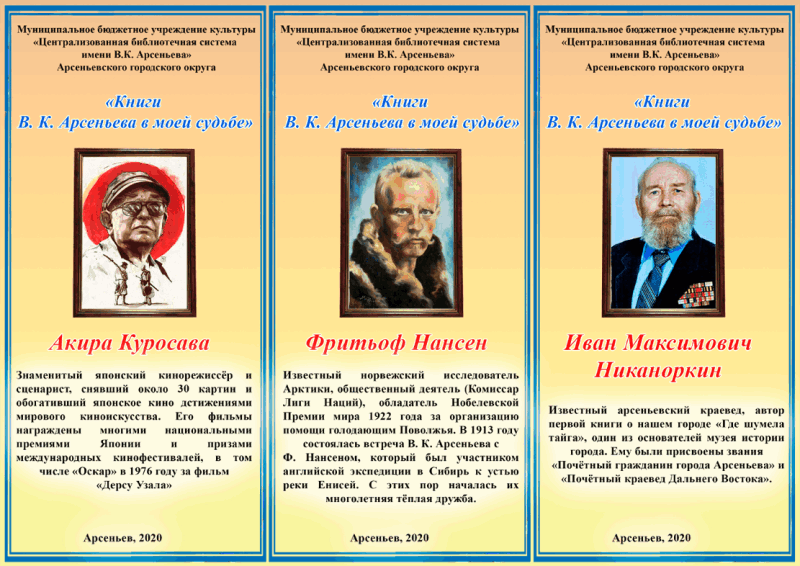 Муниципальное бюджетное учреждение культуры
«Централизованная библиотечная система
имени В.К. Арсеньева»
Арсеньевского городского округа
«Книги
В. К. Арсеньева в моей судьбе»
Акира Куросава
Знаменитый японский кинорежиссёр и
сценарист, снявший около 30 картин и
обогативший японское кино дстижениями
мирового киноискусства. Его фильмы
награждены многими национальными
премиями Японии и призами
международных кинофестивалей, в том
числе «Оскар» в 1976 году за фильм
«Дерсу Узала»
Арсеньев, 2020
Муниципальное бюджетное учреждение культуры
«Централизованная библиотечная система
имени В.К. Арсеньева»
Арсеньевского городского округа
«Книги
В. К. Арсеньева в моей судьбе»
Фритьоф Нансен
Известный норвежский исследователь
Арктики, общественный деятель (Комиссар
Лиги Наций), обладатель Нобелевской
Премии мира 1922 года за организацию
помощи голодающим Поволжья. В 1913 году
состоялась встреча В. К. Арсеньева с
Ф. Нансеном, который был участником
английской экспедиции в Сибирь к устью
реки Енисей. С этих пор началась их
многолетняя тёплая дружба.
Арсеньев, 2020
Муниципальное бюджетное учреждение культуры
«Централизованная библиотечная система
имени В.К. Арсеньева»
Арсеньевского городского округа
«Книги
В. К. Арсеньева в моей судьбе»
Иван Максимович
Никаноркин
Известный арсеньевский краевед, автор
первой книги о нашем городе «Где шумела
тайга», один из основателей музея истории
города. Ему были присвоены звания
«Почётный гражданин города Арсеньева» и
«Почётный краевед Дальнего Востока».
Арсеньев, 2020